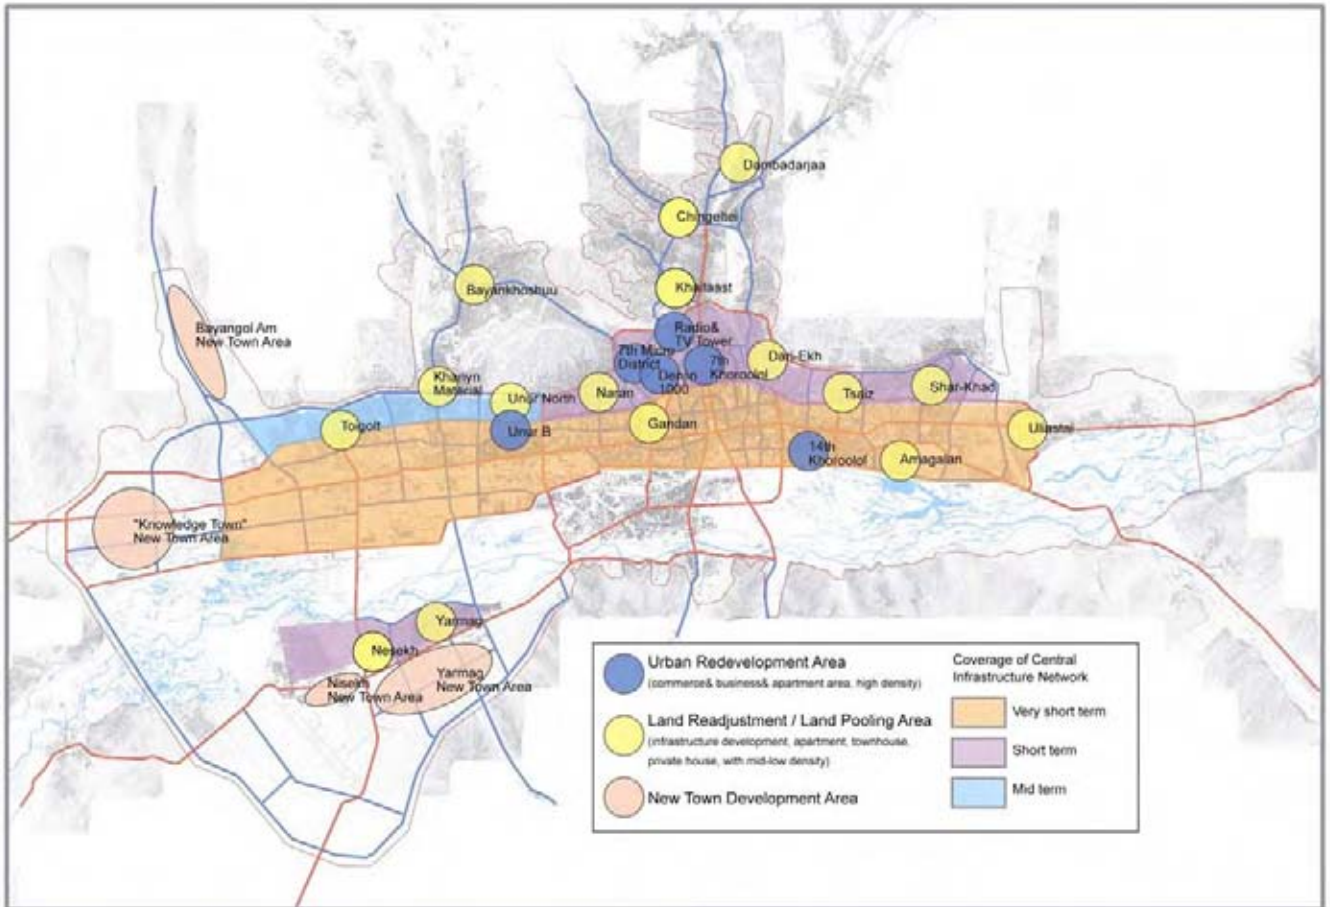 Dambadarjaa
Chingeltei
Khailaast
Bayankhoshuu
Bayangol Am
New Town Area
Radio&
TV Tower
7th Micro
District
7th
Khoroolol
Denjin
1000
Dari-Ekh
Khanyn
Material
Unur North
Naran
Tsaiz
Shar-Khad
Tolgoit
Unur B
Gandan
Uliastai
14th
Khoroolol
Amagalan
"Knowledge Town"
New Town Area
Yarmag
Nesekh
Nisekh
New Town Area
Yarmag
New Town Area
Urban Redevelopment Area
(commerce& business& apartment area, high density)
Land Readjustment / Land Pooling Area
(infrastructure development, apartment, townhouse,
private house, with mid-low density)
New Town Development Area
Coverage of Central
Infrastructure Network
Very short term
Short term
Mid term